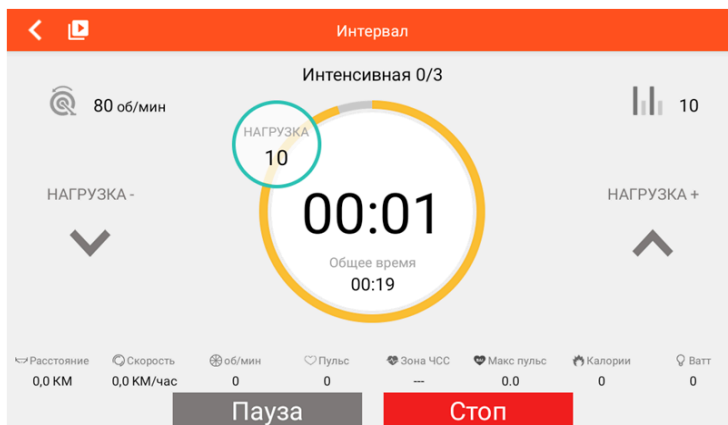 Интервал
Интенсивная 0/3
80 об/мин
10
НАГРУЗКА
10
НАГРУЗКА -
НАГРУЗКА +
00:01
Общее время
00:19
Расстояние Скорость об/мин Пульс Зона ЧСС Макс пульс Калории Ватт
0,0 КМ 0,0 КМ/час 0 0 --- 0.0 0 0
Пауза Стоп